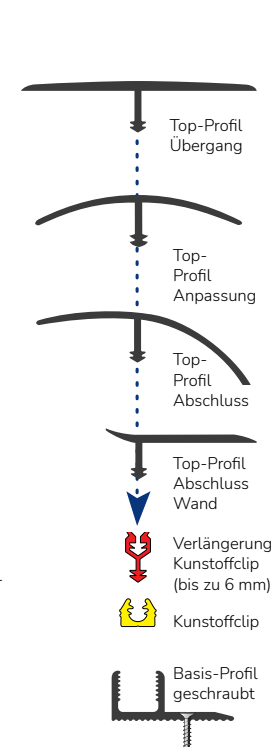 Top-Profil
Übergang
Top-
Profil
Anpassung
Top-
Profil
Abschluss
Top-Profil
Abschluss
Wand
Verlängerung
Kunstoffclip
(bis zu 6 mm)
Kunstoffclip
Basis-Profil
geschraubt